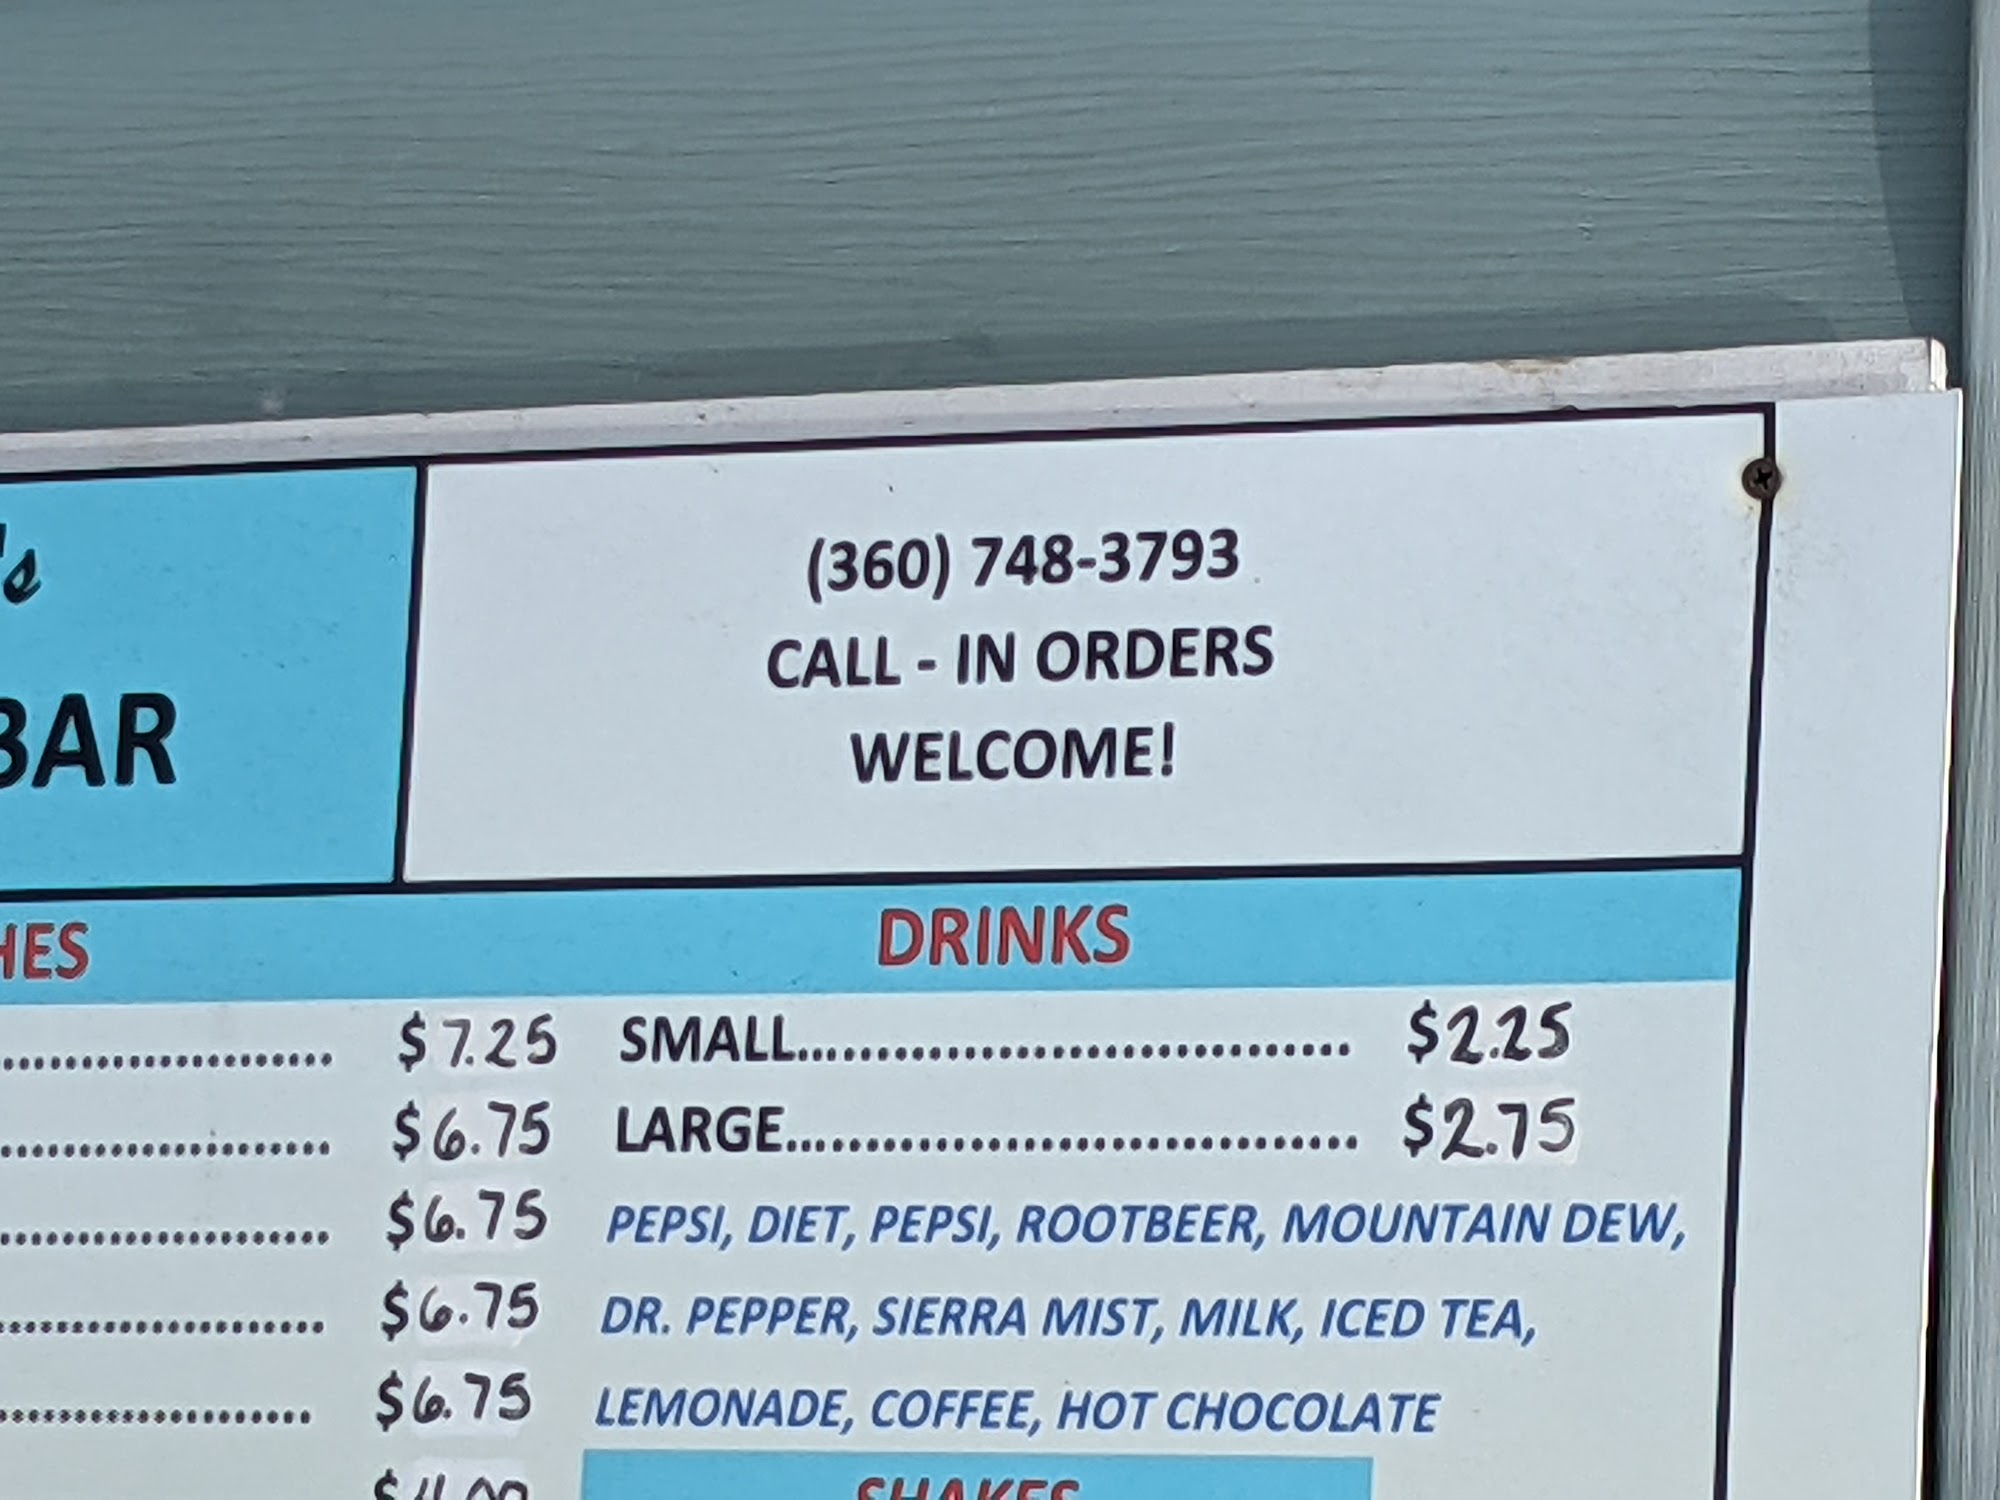 's
BAR
(360) 748-3793
CALL - IN ORDERS
WELCOME!
DRINKS
$7.25
$6.75
$6.75
$6.75
$6.75
SMALL................................. $2.25
LARGE................................. $2.75
PEPSI, DIET, PEPSI, ROOTBEER, MOUNTAIN DEW,
DR. PEPPER, SIERRA MIST, MILK, ICED TEA,
LEMONADE, COFFEE, HOT CHOCOLATE
SHAKES